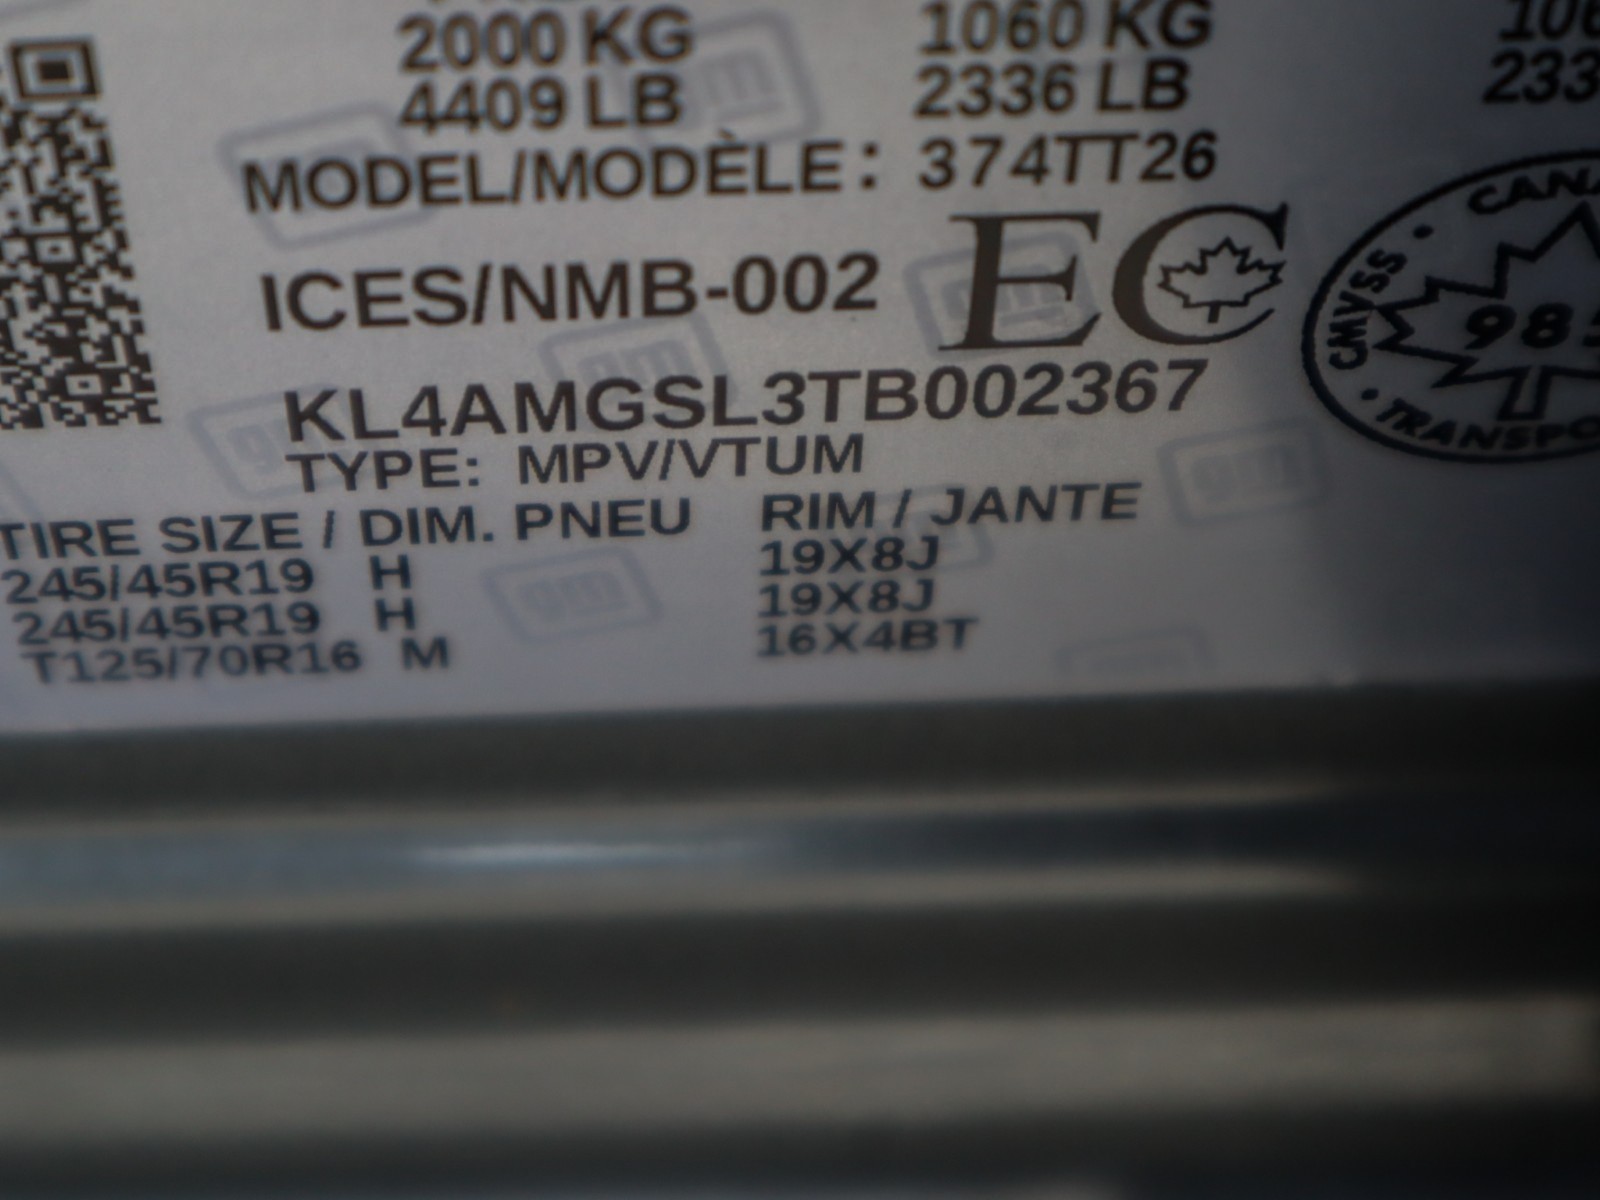 2000 KG 1060 KG
4409 LB 2336 LB
MODEL/MODÈLE: 374TT26
ICES/NMB-002 EC
KL4AMGSL3TB002367
TYPE: MPV/VTUM
TIRE SIZE / DIM. PNEU RIM / JANTE
245/45R19 H 19X8J
245/45R19 H 19X8J
T125/70R16 M 16X4BT
CMVSS
gm